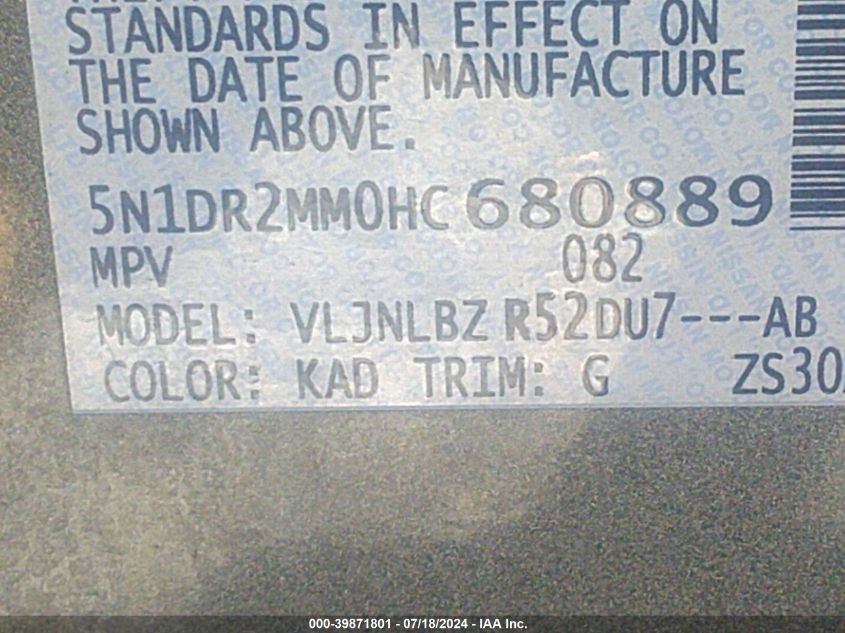 STANDARDS IN EFFECT ON
THE DATE OF MANUFACTURE
SHOWN ABOVE.
5N1DR2MM0HC680889
MPV 082
MODEL: VLJNLBZ R52DU7---AB
COLOR: KAD TRIM: G ZS30
000-39871801 - 07/18/2024 - IAA Inc.